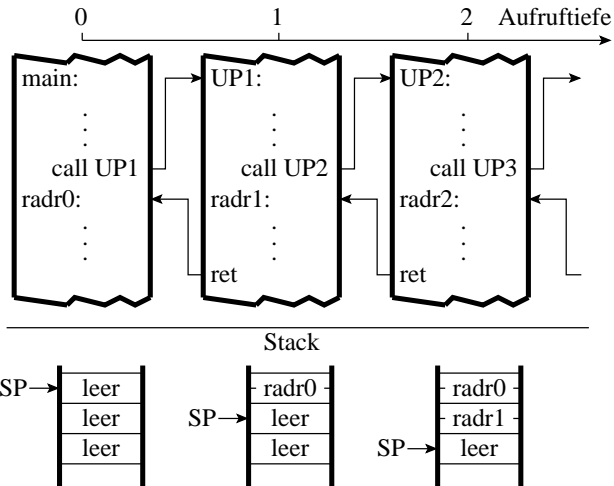 0 1 2 Aufruftiefe
main: UP1: UP2:
call UP1 call UP2 call UP3
radr0: radr1: radr2:
ret ret
Stack
SP leer radr0 radr0
leer SP leer radr1
leer leer SP leer